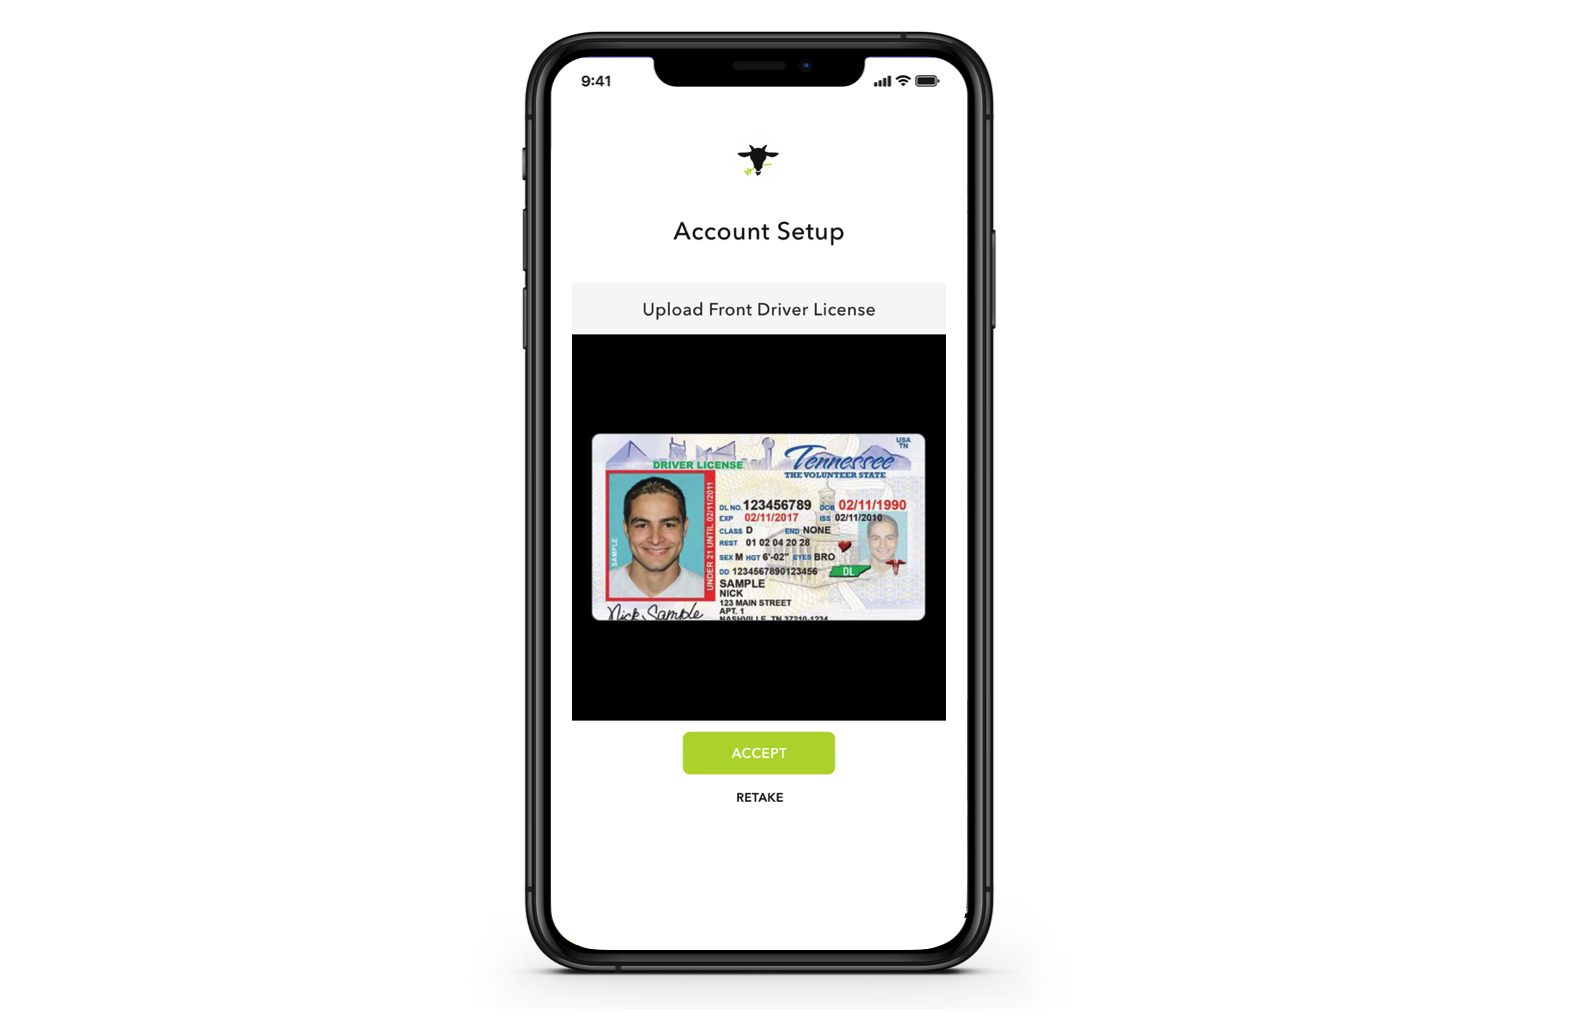 9:41
Account Setup
Upload Front Driver License
USA
TN
DRIVER LICENSE
Tennessee
THE VOLUNTEER STATE
SAMPLE
UNDER 21 UNTIL 02/11/2011
DL NO. 123456789 DOB 02/11/1990
EXP 02/11/2017 ISS 02/11/2010
CLASS D END NONE
REST 01 02 04 20 28
SEX M HGT 6'-02" EYES BRO
DD 1234567890123456
DL
SAMPLE
NICK
123 MAIN STREET
APT. 1
NASHVILLE, TN 37210-1234
Nick Sample
ACCEPT
RETAKE